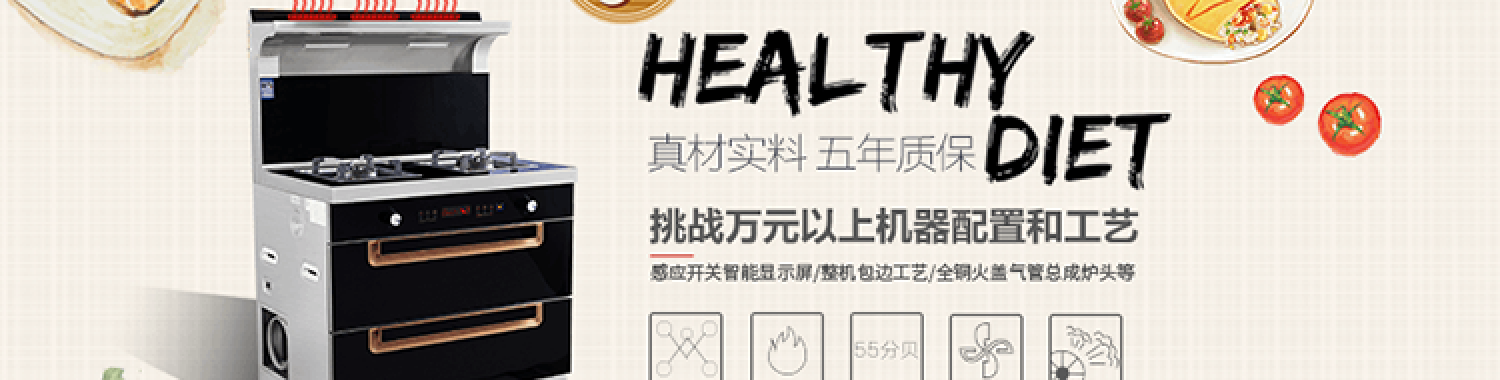 HEALTHY
DIET
真材实料 五年质保
挑战万元以上机器配置和工艺
感应开关智能显示屏/整机包边工艺/全铜火盖气管总成炉头等
55分贝